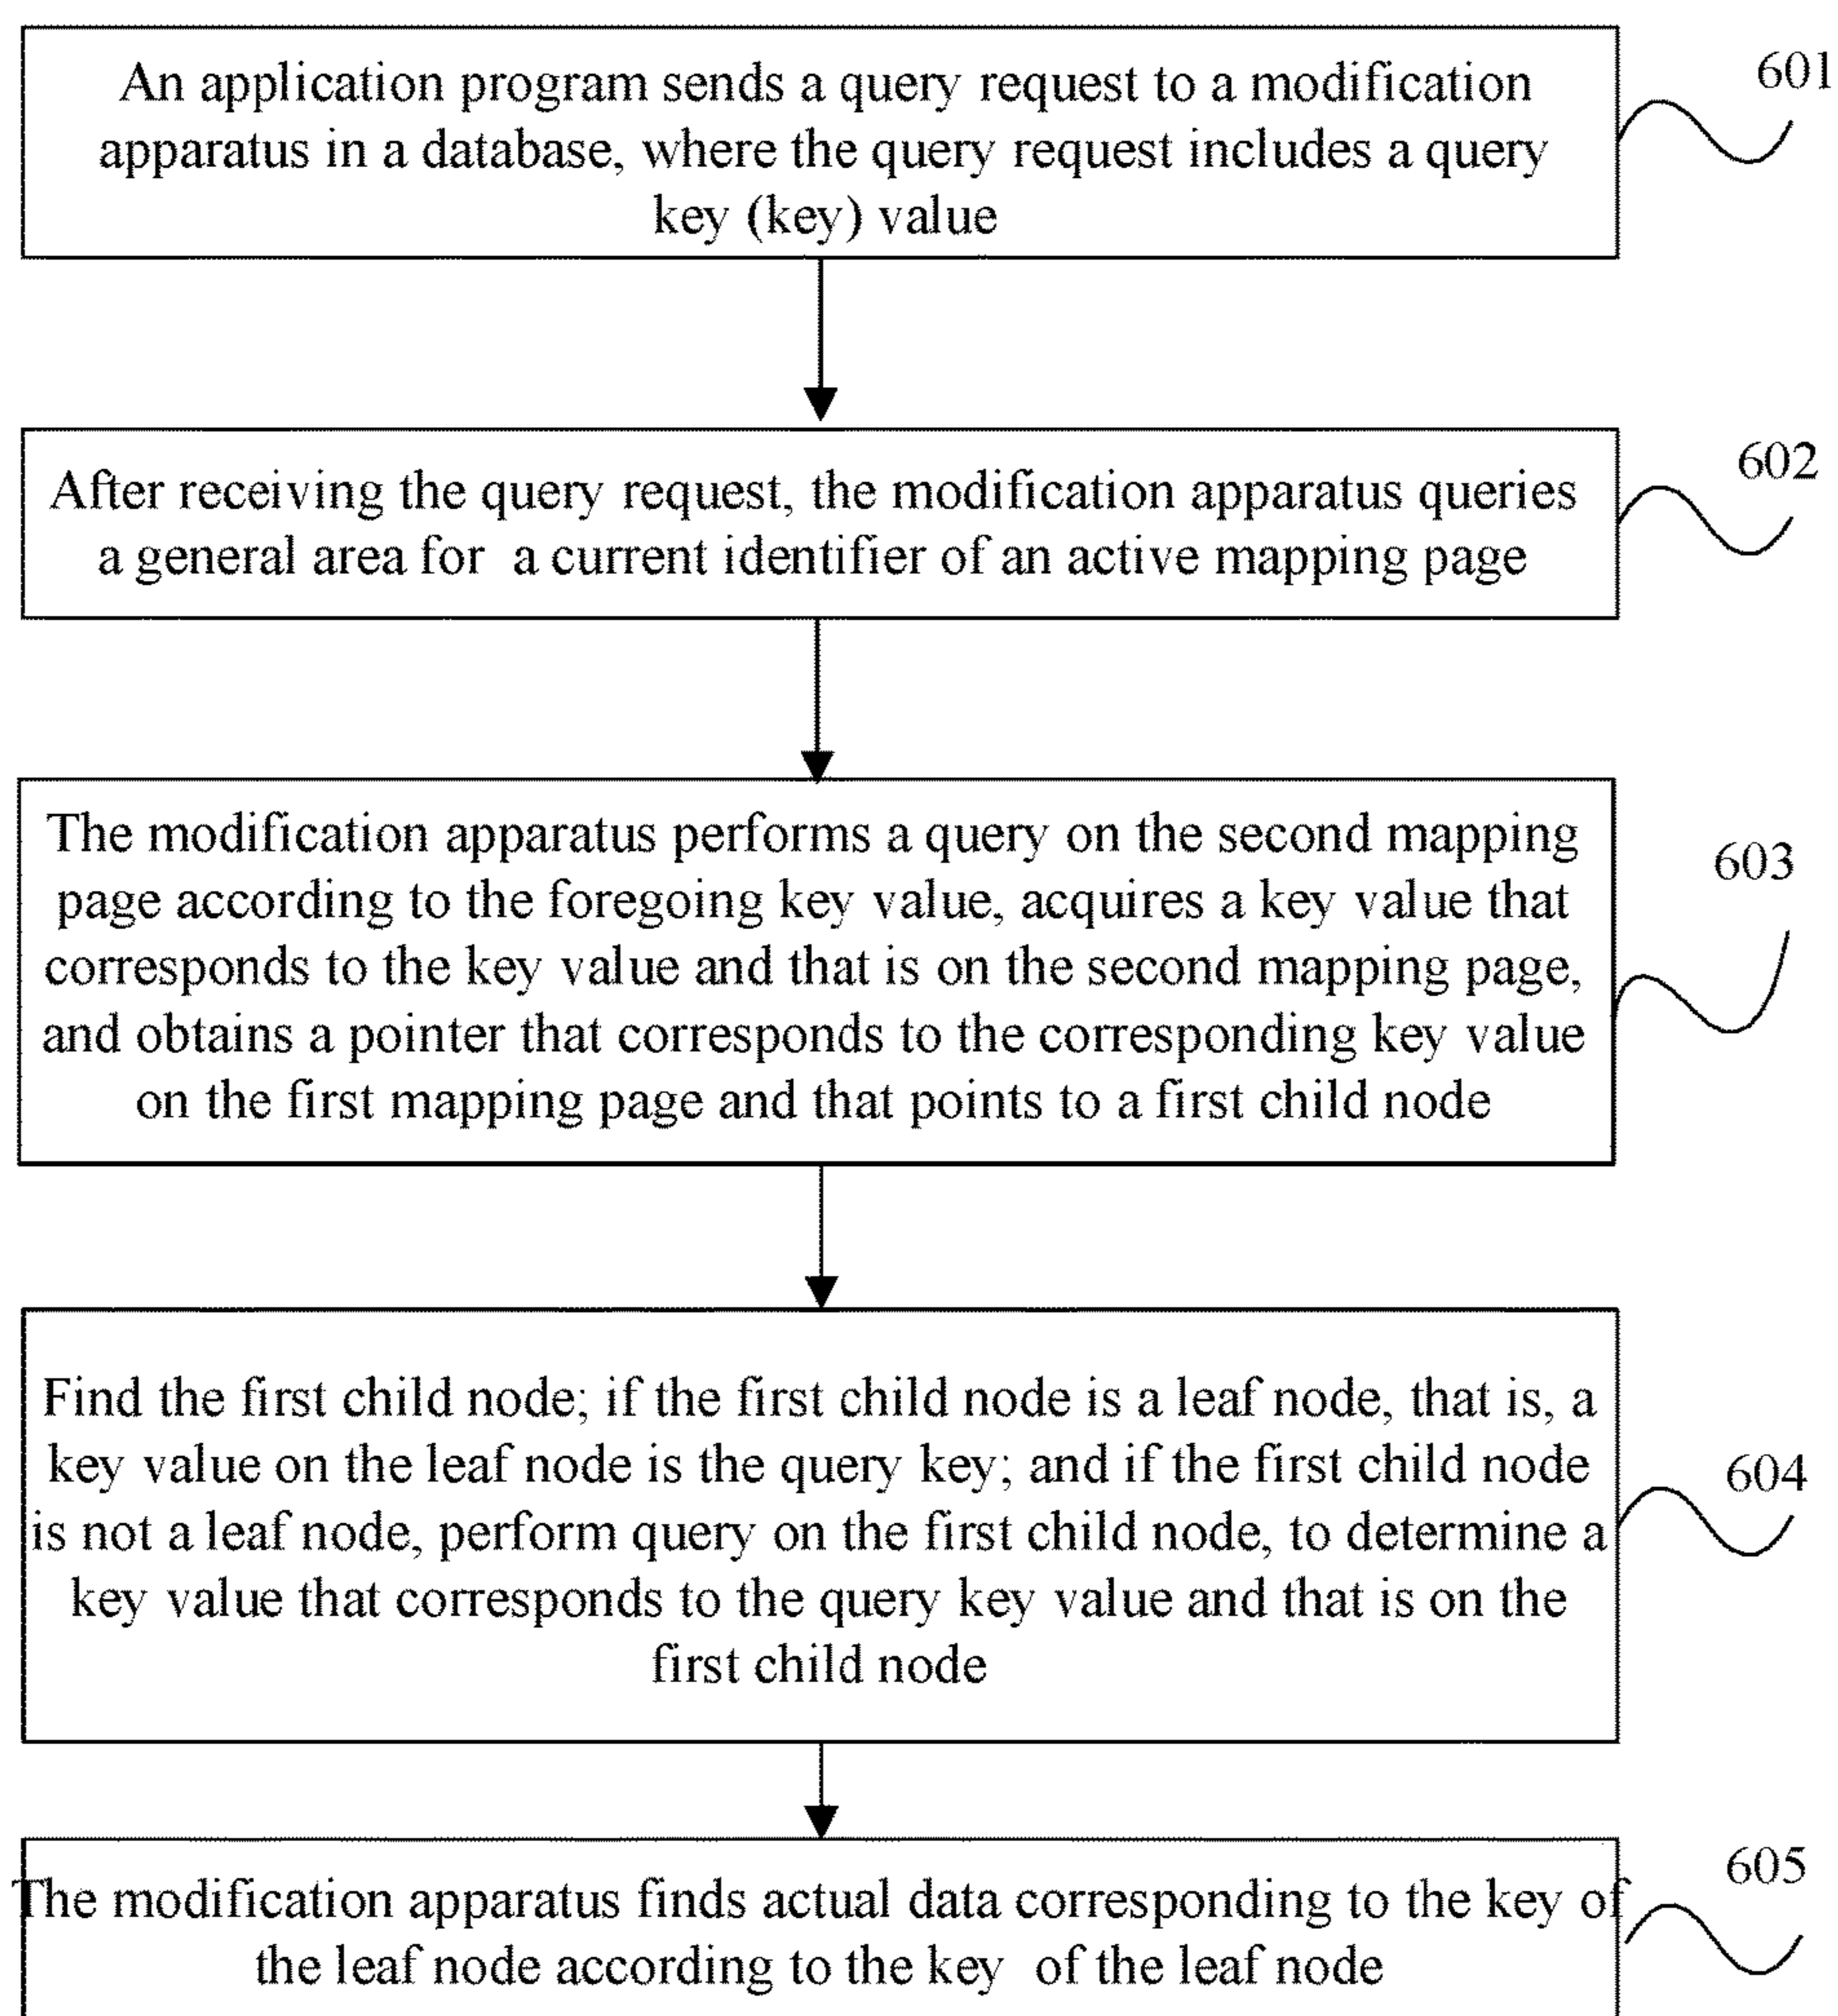 An application program sends a query request to a modification
apparatus in a database, where the query request includes a query
key (key) value
601
After receiving the query request, the modification apparatus queries
a general area for a current identifier of an active mapping page
602
The modification apparatus performs a query on the second mapping
page according to the foregoing key value, acquires a key value that
corresponds to the key value and that is on the second mapping page,
and obtains a pointer that corresponds to the corresponding key value
on the first mapping page and that points to a first child node
603
Find the first child node; if the first child node is a leaf node, that is, a
key value on the leaf node is the query key; and if the first child node
is not a leaf node, perform query on the first child node, to determine a
key value that corresponds to the query key value and that is on the
first child node
604
The modification apparatus finds actual data corresponding to the key of
the leaf node according to the key of the leaf node
605